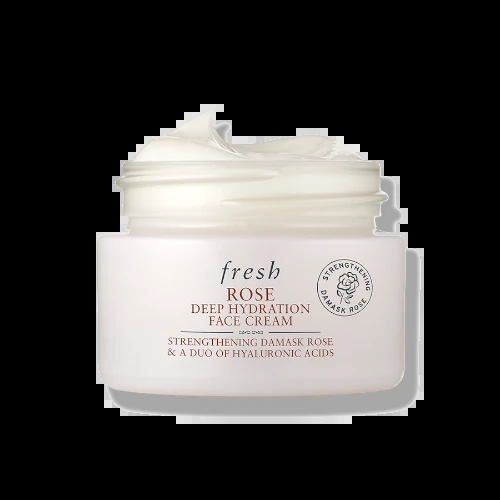 fresh
ROSE
DEEP HYDRATION
FACE CREAM
STRENGTHENING DAMASK ROSE
& A DUO OF HYALURONIC ACIDS
STRENGTHENING
DAMASK ROSE